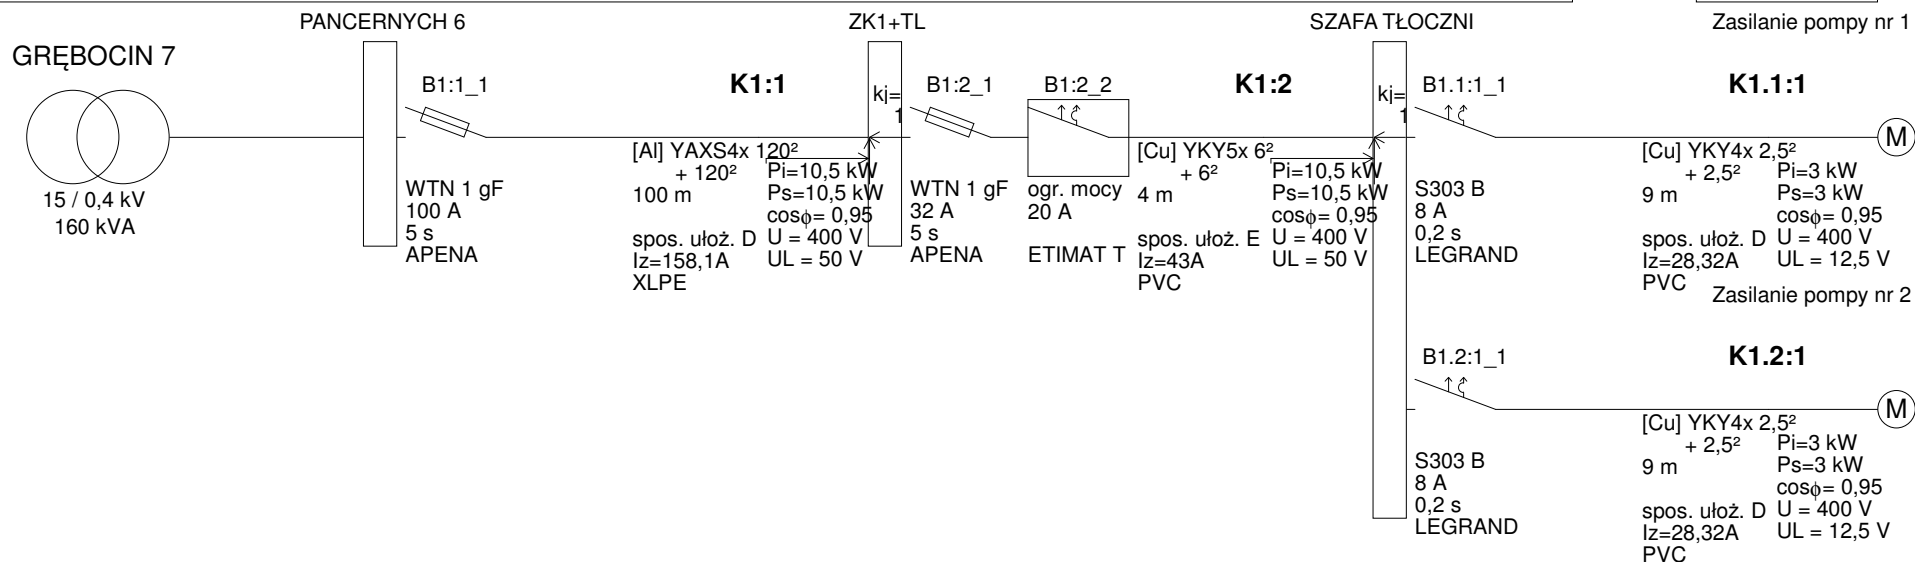 PANCERNYCH 6
ZK1+TL
SZAFA TŁOCZNI
Zasilanie pompy nr 1
GRĘBOCIN 7
B1:1_1
K1:1
kj=
1
B1:2_1
B1:2_2
K1:2
kj=
1
B1.1:1_1
K1.1:1
M
15 / 0,4 kV
160 kVA
WTN 1 gF
100 A
5 s
APENA
[Al] YAXS4x 120²
+ 120²
100 m
spos. ułoż. D
Iz=158,1A
XLPE
Pi=10,5 kW
Ps=10,5 kW
cosϕ= 0,95
U = 400 V
UL = 50 V
WTN 1 gF
32 A
5 s
APENA
ogr. mocy
20 A
ETIMAT T
[Cu] YKY5x 6²
+ 6²
4 m
spos. ułoż. E
Iz=43A
PVC
Pi=10,5 kW
Ps=10,5 kW
cosϕ= 0,95
U = 400 V
UL = 50 V
S303 B
8 A
0,2 s
LEGRAND
[Cu] YKY4x 2,5²
+ 2,5²
9 m
spos. ułoż. D
Iz=28,32A
PVC
Pi=3 kW
Ps=3 kW
cosϕ= 0,95
U = 400 V
UL = 12,5 V
Zasilanie pompy nr 2
B1.2:1_1
K1.2:1
M
S303 B
8 A
0,2 s
LEGRAND
[Cu] YKY4x 2,5²
+ 2,5²
9 m
spos. ułoż. D
Iz=28,32A
PVC
Pi=3 kW
Ps=3 kW
cosϕ= 0,95
U = 400 V
UL = 12,5 V